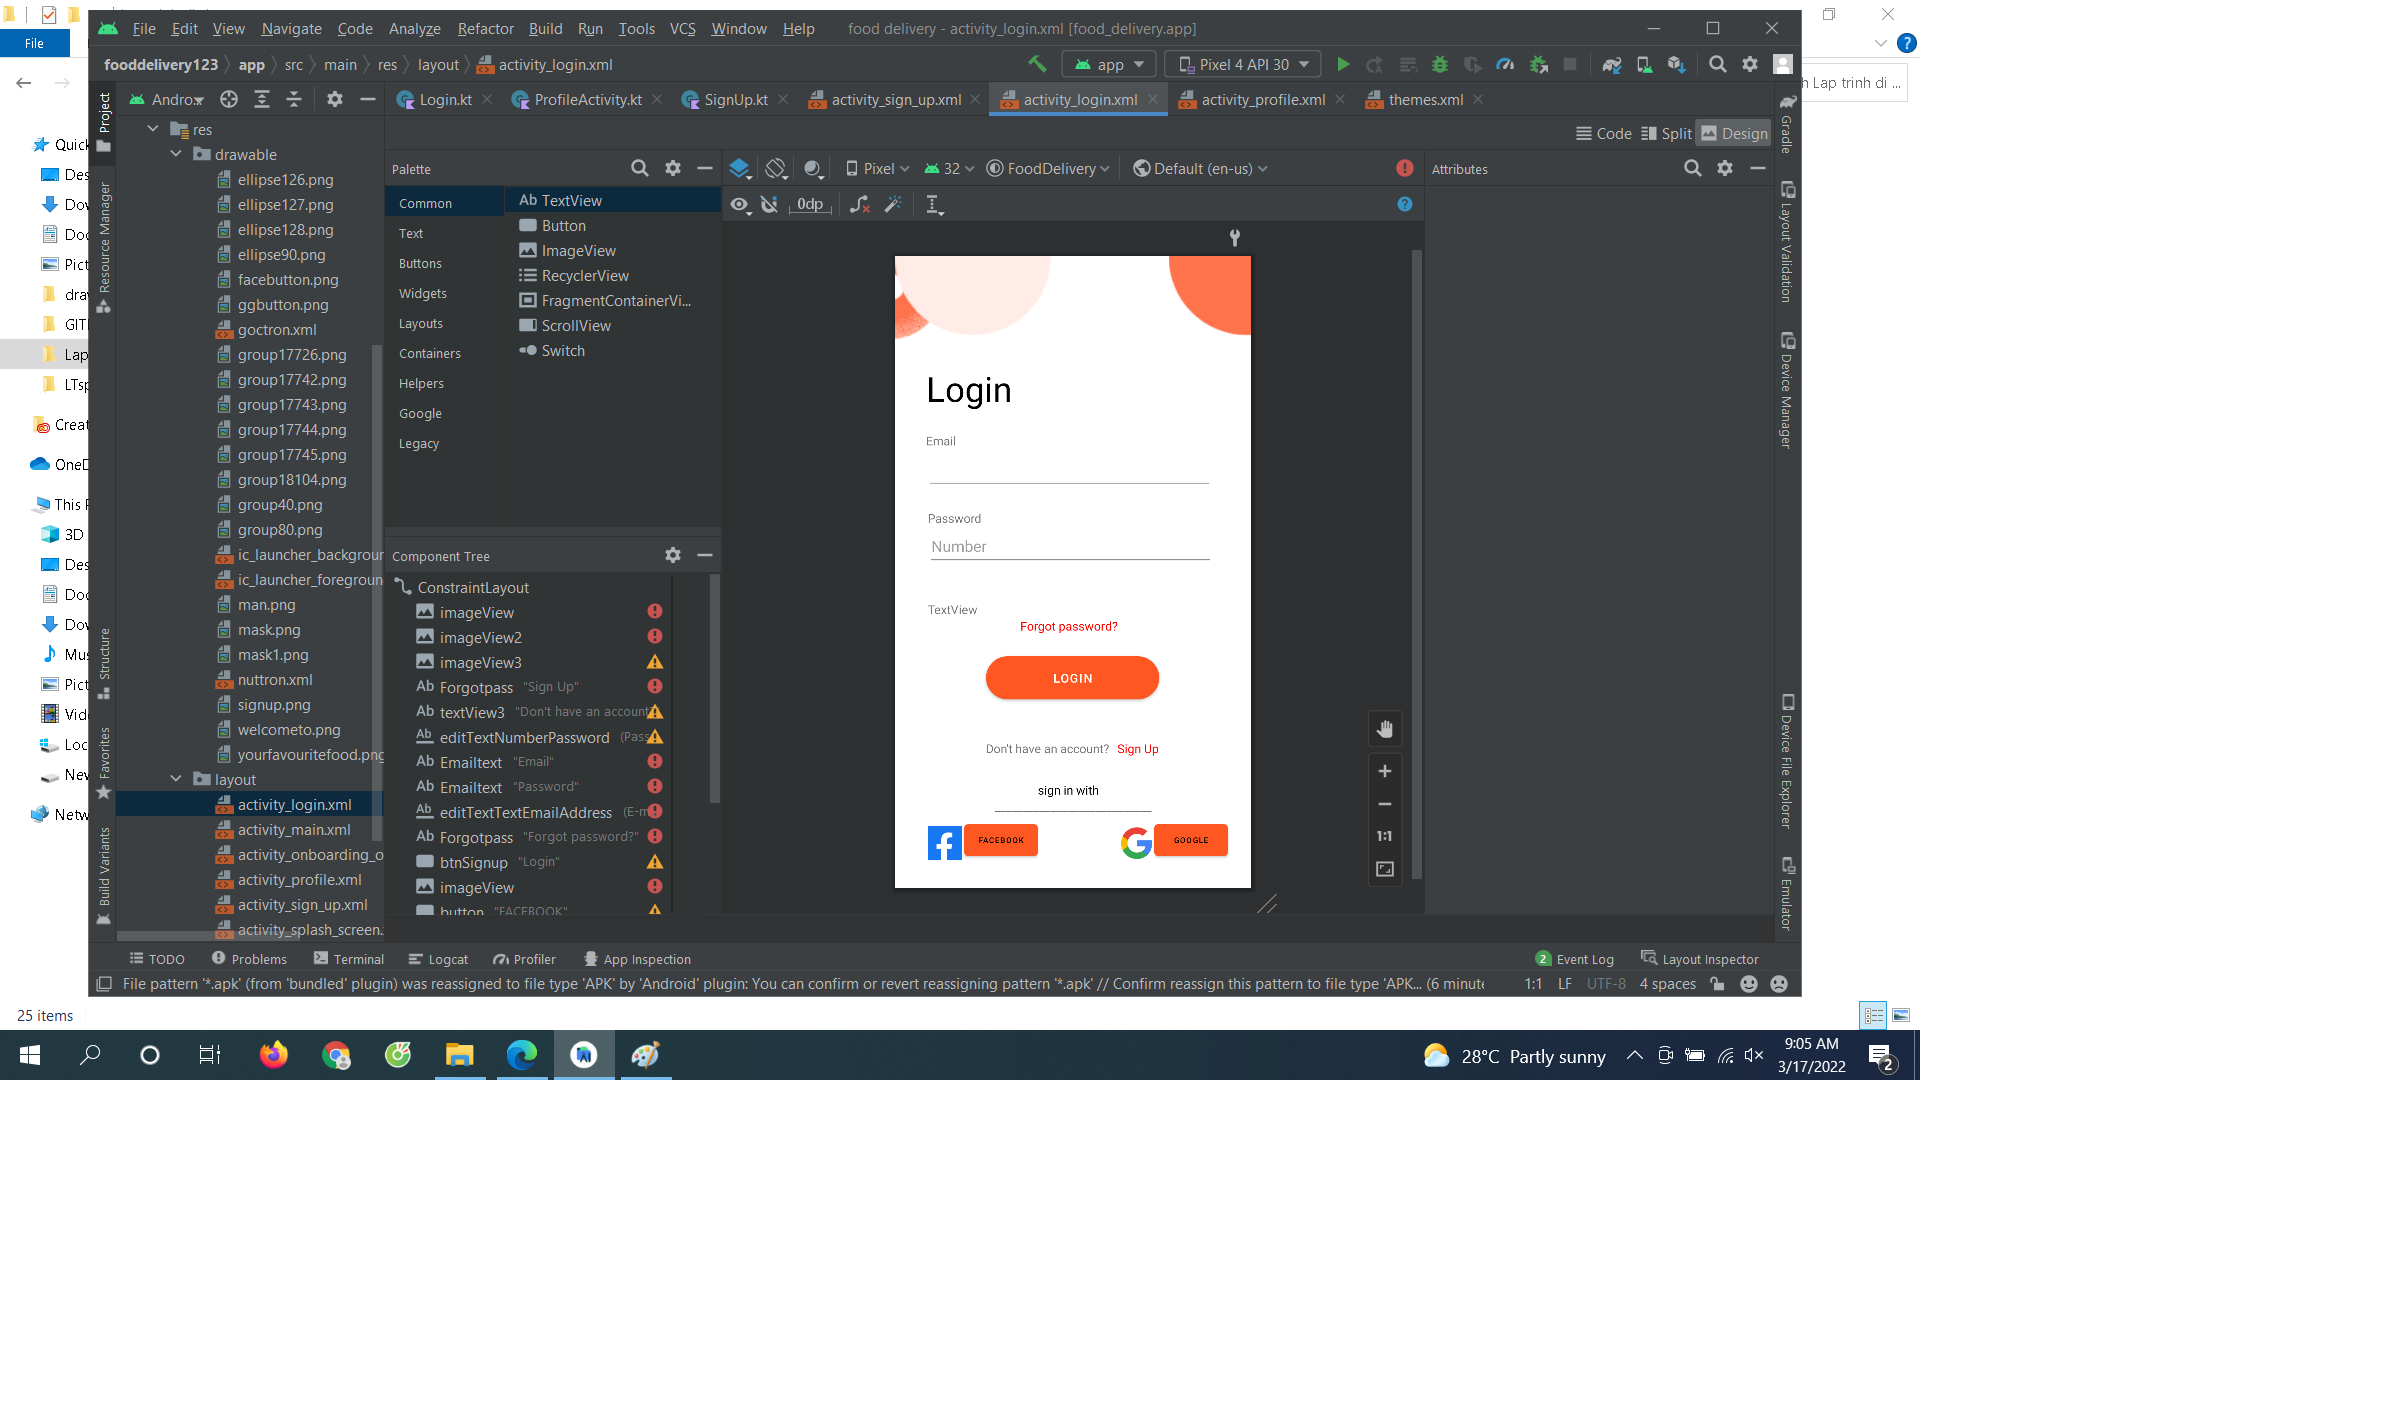 File Edit View Navigate Code Analyze Refactor Build Run Tools VCS Window Help food delivery - activity_login.xml [food_delivery.app]
File
fooddelivery123 app src main res layout activity_login.xml app Pixel 4 API 30
h Lap trinh di ...
Andro... Login.kt ProfileActivity.kt SignUp.kt activity_sign_up.xml activity_login.xml activity_profile.xml themes.xml
Code Split Design
Project
Resource Manager
Structure
Favorites
Build Variants
res
drawable
ellipse126.png
ellipse127.png
ellipse128.png
ellipse90.png
facebutton.png
ggbutton.png
goctron.xml
group17726.png
group17742.png
group17743.png
group17744.png
group17745.png
group18104.png
group40.png
group80.png
ic_launcher_backgroun
ic_launcher_foregroun
man.png
mask.png
mask1.png
nuttron.xml
signup.png
welcometo.png
yourfavouritefood.png
layout
activity_login.xml
activity_main.xml
activity_onboarding_o
activity_profile.xml
activity_sign_up.xml
activity_splash_screen.
Quick
Des
Dov
Doc
Pict
dra
GIT
Lap
LTsp
Creat
OneD
This P
3D
Des
Doc
Dov
Mus
Pict
Vide
Loc
Nev
Netw
25 items
Palette
Common
Text
Buttons
Widgets
Layouts
Containers
Helpers
Google
Legacy
Ab TextView
Button
ImageView
RecyclerView
FragmentContainerVi...
ScrollView
Switch
Component Tree
ConstraintLayout
imageView
imageView2
imageView3
Ab Forgotpass "Sign Up"
Ab textView3 "Don't have an account
Ab editTextNumberPassword (Pass
Ab Emailtext "Email"
Ab Emailtext "Password"
Ab editTextTextEmailAddress (E-m
Ab Forgotpass "Forgot password?"
btnSignup "Login"
imageView
button "FACEBOOK"
Pixel 32 FoodDelivery Default (en-us)
0dp
Login
Email
Password
Number
TextView
Forgot password?
LOGIN
Don't have an account? Sign Up
sign in with
FACEBOOK GOOGLE
1:1
Attributes
Gradle
Layout Validation
Device Manager
Device File Explorer
Emulator
TODO Problems Terminal Logcat Profiler App Inspection 2 Event Log Layout Inspector
File pattern '*.apk' (from 'bundled' plugin) was reassigned to file type 'APK' by 'Android' plugin: You can confirm or revert reassigning pattern '*.apk' // Confirm reassign this pattern to file type 'APK... (6 minute 1:1 LF UTF-8 4 spaces
28°C Partly sunny
9:05 AM
3/17/2022
2